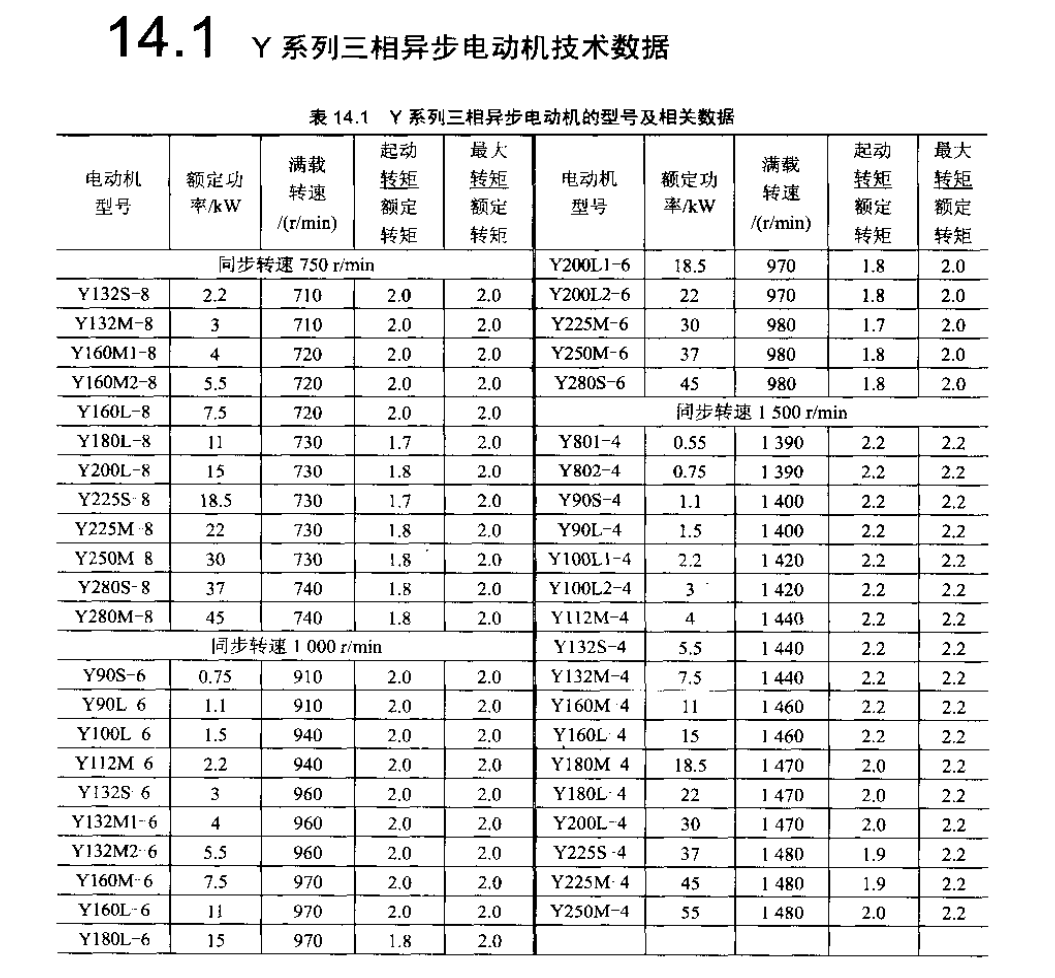 14.1 Y 系列三相异步电动机技术数据
表 14.1 Y 系列三相异步电动机的型号及相关数据
电动机型号 额定功率/kW 满载转速/(r/min) 起动转矩/额定转矩 最大转矩/额定转矩
同步转速 750 r/min
Y132S-8 2.2 710 2.0 2.0
Y132M-8 3 710 2.0 2.0
Y160M1-8 4 720 2.0 2.0
Y160M2-8 5.5 720 2.0 2.0
Y160L-8 7.5 720 2.0 2.0
Y180L-8 11 730 1.7 2.0
Y200L-8 15 730 1.8 2.0
Y225S-8 18.5 730 1.7 2.0
Y225M-8 22 730 1.8 2.0
Y250M 8 30 730 1.8 2.0
Y280S-8 37 740 1.8 2.0
Y280M-8 45 740 1.8 2.0
同步转速 1 000 r/min
Y90S-6 0.75 910 2.0 2.0
Y90L 6 1.1 910 2.0 2.0
Y100L 6 1.5 940 2.0 2.0
Y112M 6 2.2 940 2.0 2.0
Y132S-6 3 960 2.0 2.0
Y132M1-6 4 960 2.0 2.0
Y132M2-6 5.5 960 2.0 2.0
Y160M-6 7.5 970 2.0 2.0
Y160L-6 11 970 2.0 2.0
Y180L-6 15 970 1.8 2.0
电动机型号 额定功率/kW 满载转速/(r/min) 起动转矩/额定转矩 最大转矩/额定转矩
Y200L1-6 18.5 970 1.8 2.0
Y200L2-6 22 970 1.8 2.0
Y225M-6 30 980 1.7 2.0
Y250M-6 37 980 1.8 2.0
Y280S-6 45 980 1.8 2.0
同步转速 1 500 r/min
Y801-4 0.55 1 390 2.2 2.2
Y802-4 0.75 1 390 2.2 2.2
Y90S-4 1.1 1 400 2.2 2.2
Y90L-4 1.5 1 400 2.2 2.2
Y100L1-4 2.2 1 420 2.2 2.2
Y100L2-4 3 1 420 2.2 2.2
Y112M-4 4 1 440 2.2 2.2
Y132S-4 5.5 1 440 2.2 2.2
Y132M-4 7.5 1 440 2.2 2.2
Y160M-4 11 1 460 2.2 2.2
Y160L-4 15 1 460 2.2 2.2
Y180M 4 18.5 1 470 2.0 2.2
Y180L-4 22 1 470 2.0 2.2
Y200L-4 30 1 470 2.0 2.2
Y225S-4 37 1 480 1.9 2.2
Y225M-4 45 1 480 1.9 2.2
Y250M-4 55 1 480 2.0 2.2